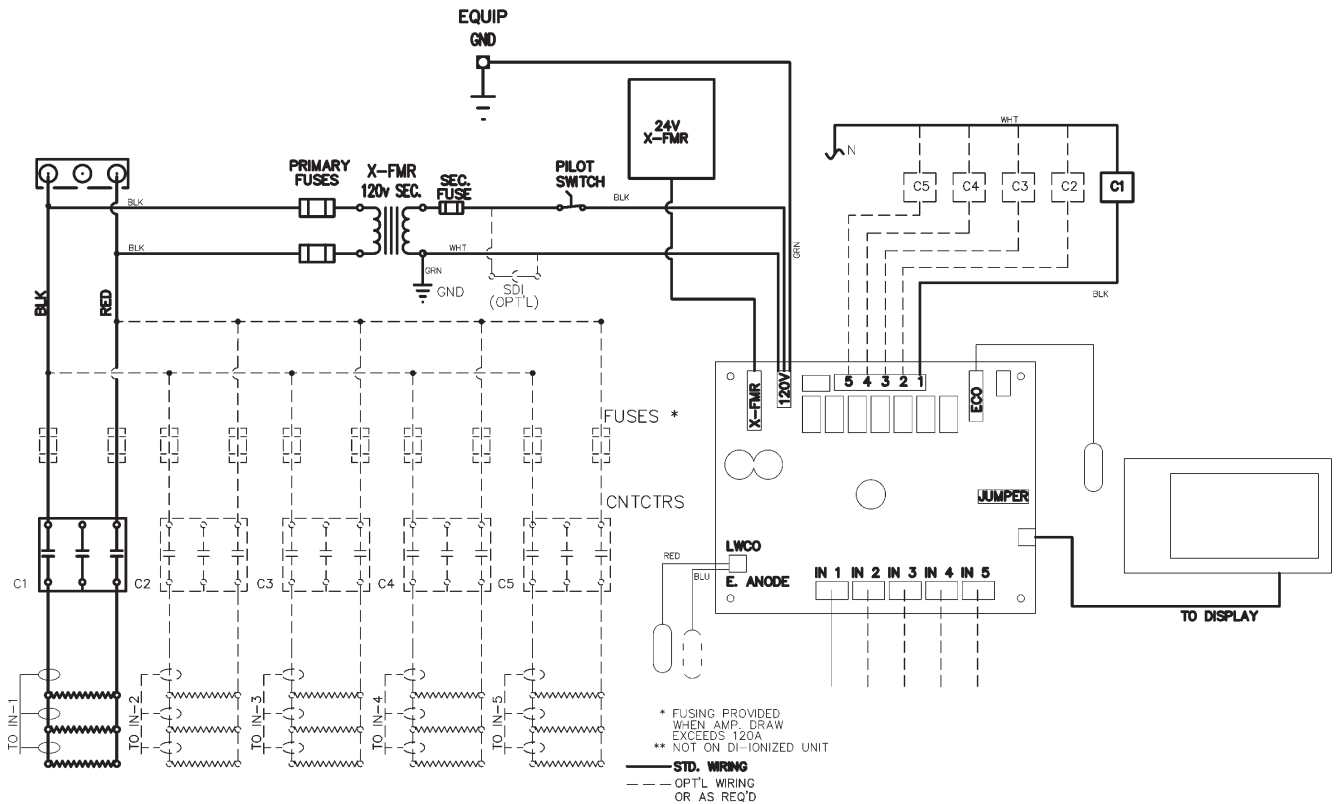 EQUIP
GND
24V
X-FMR
WHT
N
PRIMARY
FUSES
X-FMR
120v SEC.
SEC.
FUSE
PILOT
SWITCH
C5
C4
C3
C2
C1
BLK
BLK
BLK
WHT
GRN
GRN
GND
SDI
(OPT'L)
BLK
BLK
RED
X-FMR
120V
5 4 3 2 1
ECO
FUSES *
CNTCTRS
JUMPER
LWCO
RED
BLU
E. ANODE
IN 1
IN 2
IN 3
IN 4
IN 5
C1
C2
C3
C4
C5
TO DISPLAY
TO IN-1
TO IN-2
TO IN-3
TO IN-4
TO IN-5
* FUSING PROVIDED
WHEN AMP. DRAW
EXCEEDS 120A
** NOT ON DI-IONIZED UNIT
STD. WIRING
OPT'L WIRING
OR AS REQ'D